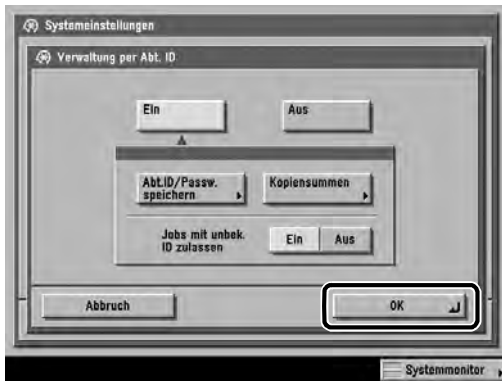 Systemeinstellungen
Verwaltung per Abt. ID
Ein
Aus
Abt.ID/Passw.
speichern
Kopiensummen
Jobs mit unbek.
ID zulassen
Ein
Aus
Abbruch
OK
Systemmonitor